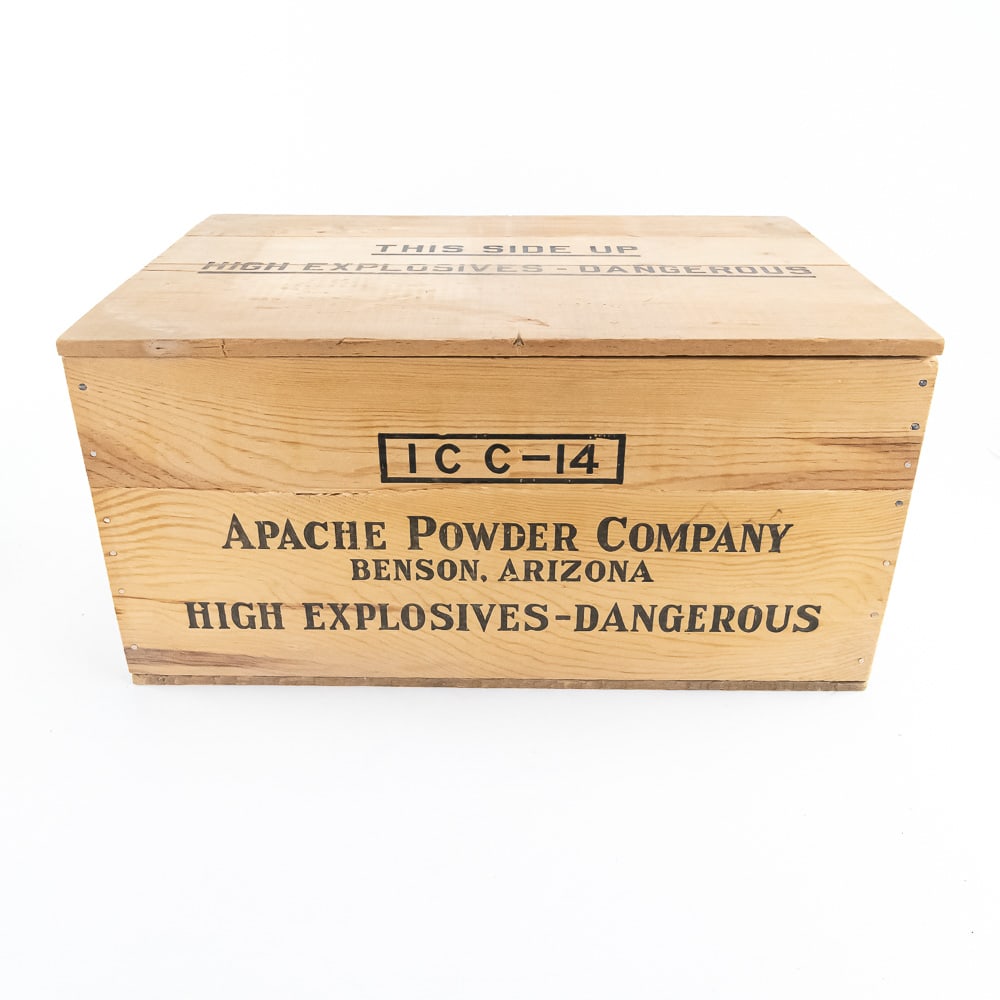 THIS SIDE UP
HIGH EXPLOSIVES - DANGEROUS
ICC-14
APACHE POWDER COMPANY
BENSON, ARIZONA
HIGH EXPLOSIVES-DANGEROUS